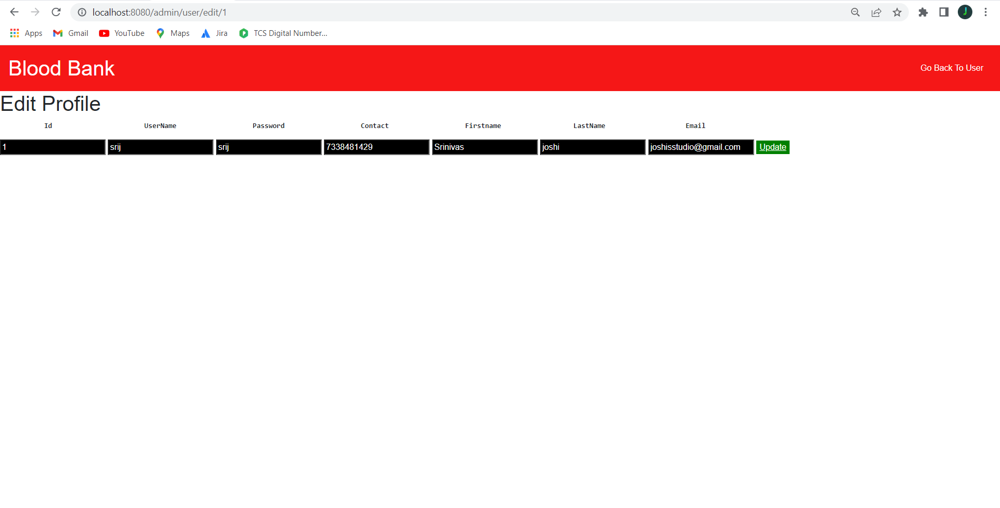 localhost:8080/admin/user/edit/1
J
Apps Gmail YouTube Maps Jira TCS Digital Number...
Blood Bank Go Back To User
Edit Profile
Id UserName Password Contact Firstname LastName Email
1 srij srij 7338481429 Srinivas joshi joshisstudio@gmail.com Update